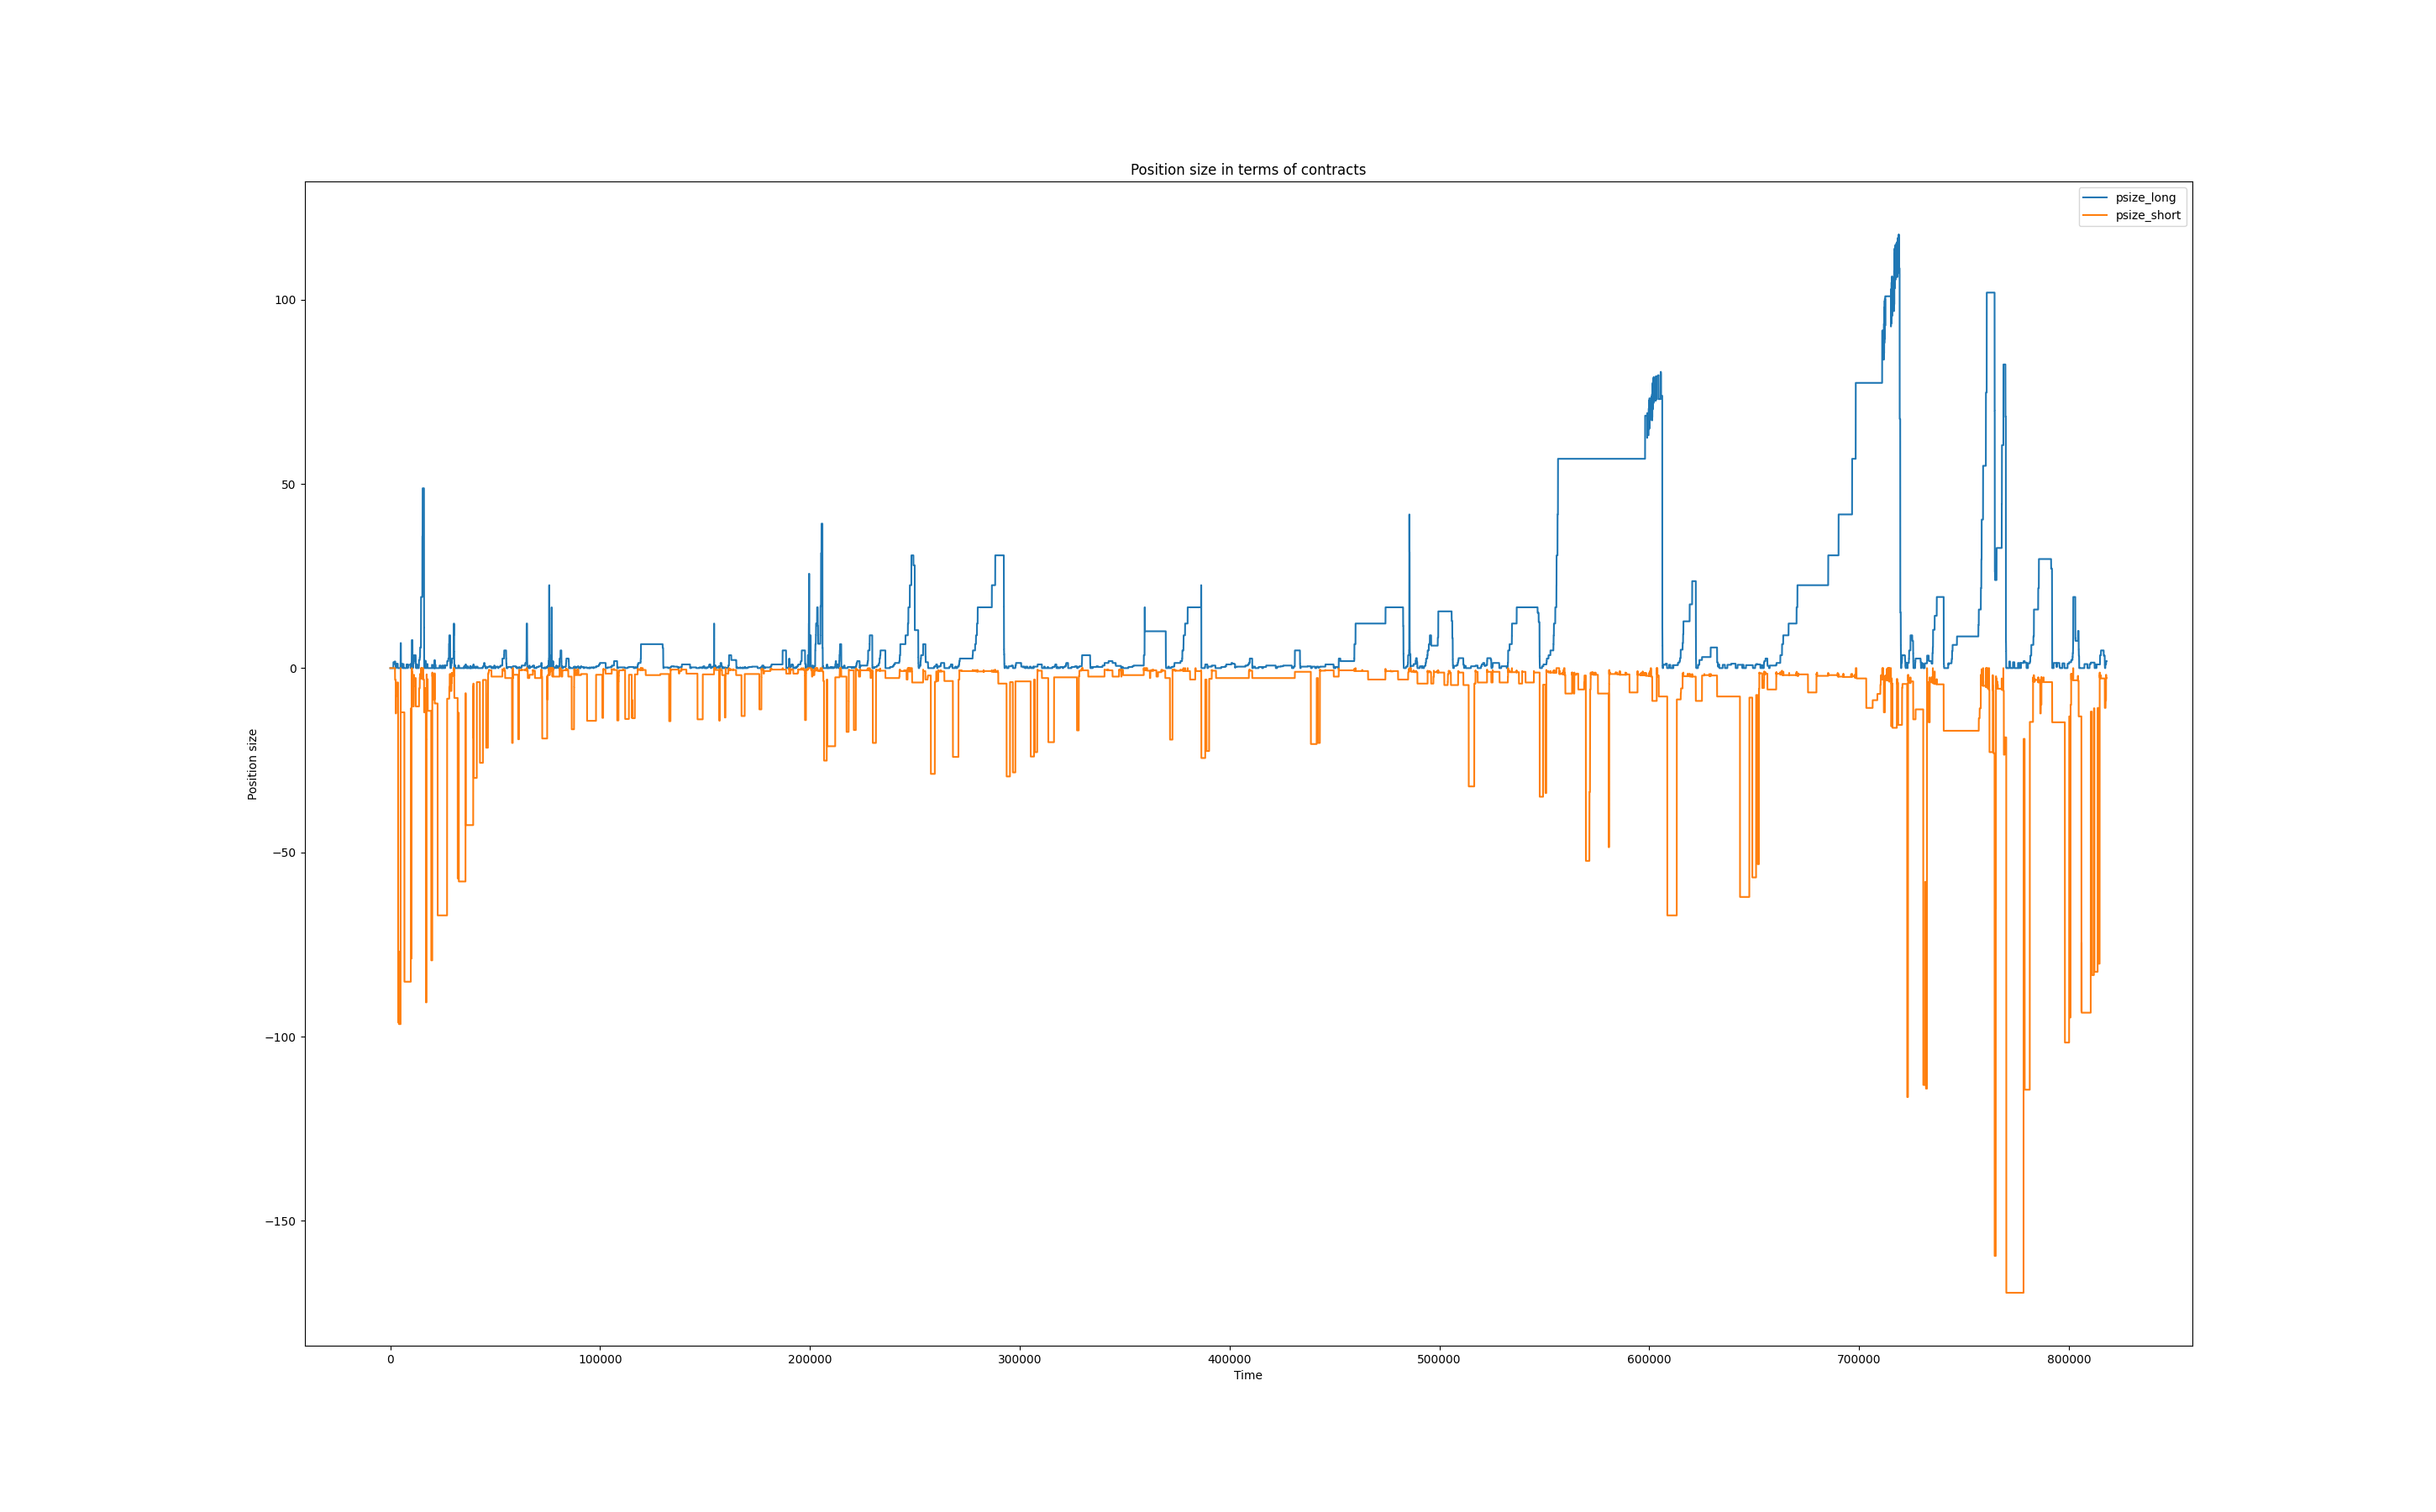 Position size in terms of contracts
psize_long
psize_short
100
50
0
−50
−100
−150
Position size
0 100000 200000 300000 400000 500000 600000 700000 800000
Time